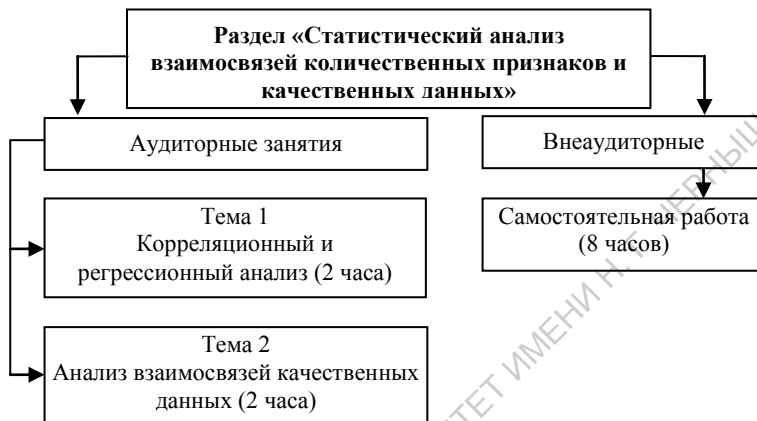 Раздел «Статистический анализ
взаимосвязей количественных признаков и
качественных данных»
Аудиторные занятия
Внеаудиторные
Тема 1
Корреляционный и
регрессионный анализ (2 часа)
Самостоятельная работа
(8 часов)
Тема 2
Анализ взаимосвязей качественных
данных (2 часа)
ИМЕНИ Н. Г.